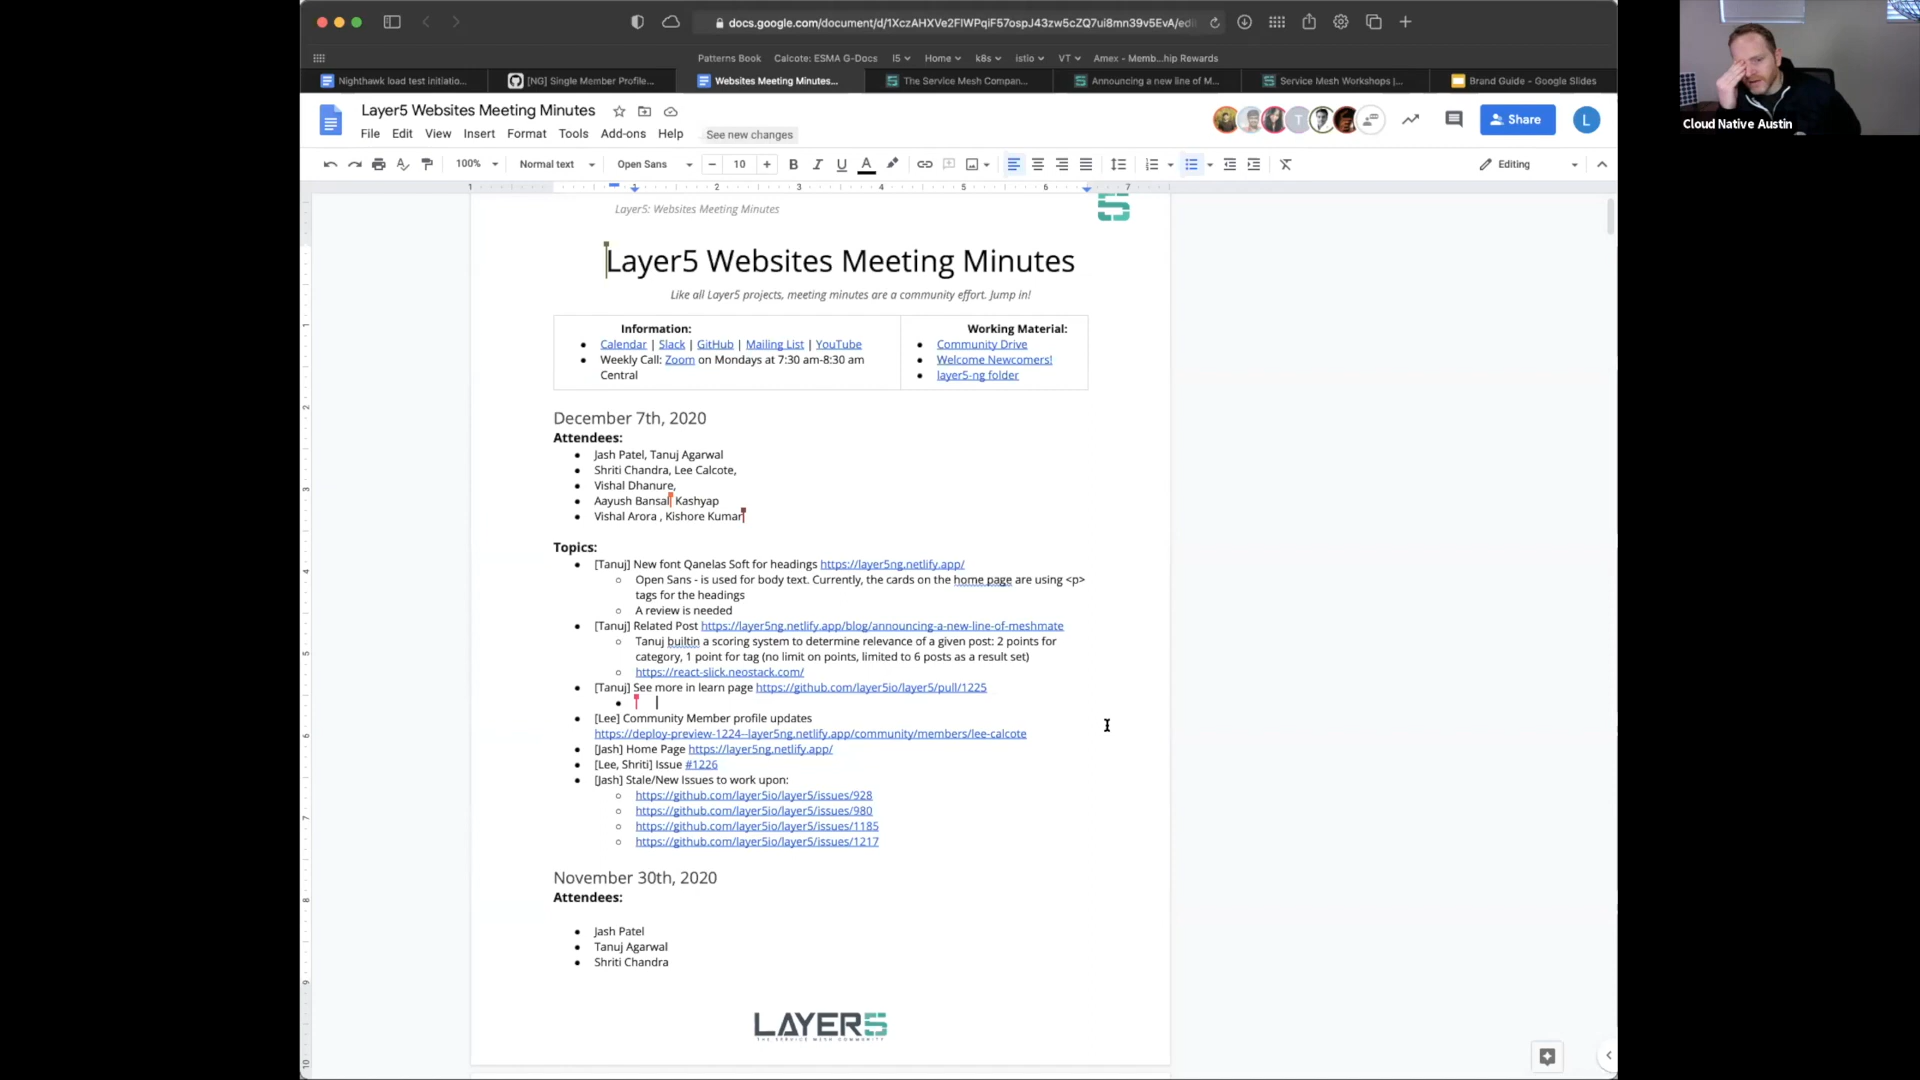 docs.google.com/document/d/1XczAHXVe2FlWPqiF57ospJ43zw5cZQ7ui8mn39v5EvA/edi
Patterns Book Calcote: ESMA G-Docs l5 Home k8s istio VT Amex - Memb...hip Rewards
Nighthawk load test initiatio... [NG] Single Member Profile... Websites Meeting Minutes... The Service Mesh Compan... Announcing a new line of M... Service Mesh Workshops |... Brand Guide - Google Slides
Layer5 Websites Meeting Minutes
File Edit View Insert Format Tools Add-ons Help See new changes
Share
L
T
100% Normal text Open Sans 10 B I U A Editing
1 1 2 3 4 5 6 7
Layer5: Websites Meeting Minutes
Layer5 Websites Meeting Minutes
Like all Layer5 projects, meeting minutes are a community effort. Jump in!
Information:
Calendar | Slack | GitHub | Mailing List | YouTube
Weekly Call: Zoom on Mondays at 7:30 am-8:30 am
Central
Working Material:
Community Drive
Welcome Newcomers!
layer5-ng folder
December 7th, 2020
Attendees:
Jash Patel, Tanuj Agarwal
Shriti Chandra, Lee Calcote,
Vishal Dhanure,
Aayush Bansal Kashyap
Vishal Arora , Kishore Kumar
Topics:
[Tanuj] New font Qanelas Soft for headings https://layer5ng.netlify.app/
Open Sans - is used for body text. Currently, the cards on the home page are using <p>
tags for the headings
A review is needed
[Tanuj] Related Post https://layer5ng.netlify.app/blog/announcing-a-new-line-of-meshmate
Tanuj builtin a scoring system to determine relevance of a given post: 2 points for
category, 1 point for tag (no limit on points, limited to 6 posts as a result set)
https://react-slick.neostack.com/
[Tanuj] See more in learn page https://github.com/layer5io/layer5/pull/1225
[Lee] Community Member profile updates
https://deploy-preview-1224--layer5ng.netlify.app/community/members/lee-calcote
[Jash] Home Page https://layer5ng.netlify.app/
[Lee, Shriti] Issue #1226
[Jash] Stale/New Issues to work upon:
https://github.com/layer5io/layer5/issues/928
https://github.com/layer5io/layer5/issues/980
https://github.com/layer5io/layer5/issues/1185
https://github.com/layer5io/layer5/issues/1217
November 30th, 2020
Attendees:
Jash Patel
Tanuj Agarwal
Shriti Chandra
LAYER5
THE SERVICE MESH COMMUNITY
Cloud Native Austin